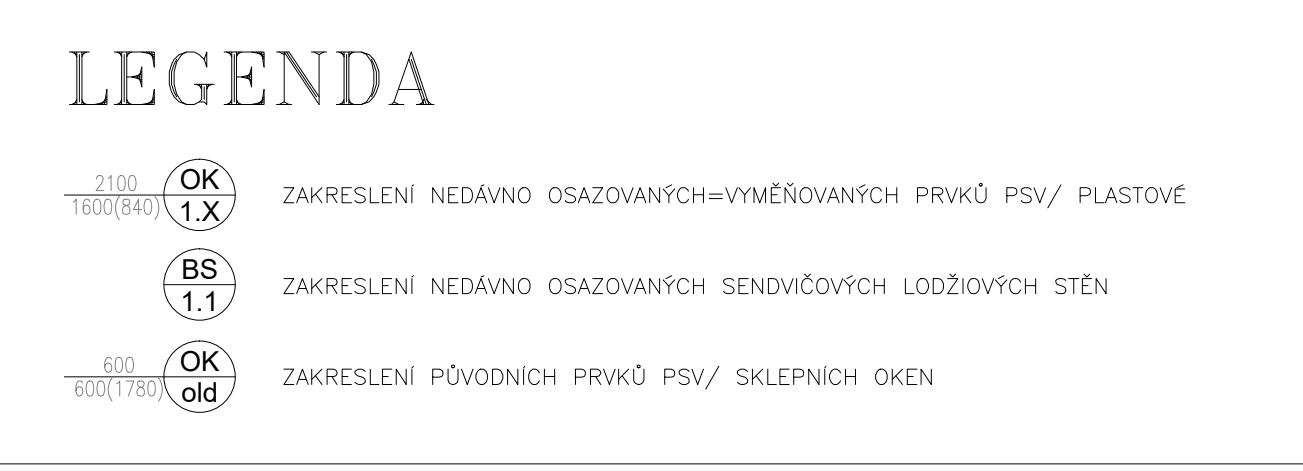 LEGENDA
2100 OK
1600(840) 1.X
ZAKRESLENÍ NEDÁVNO OSAZOVANÝCH=VYMĚŇOVANÝCH PRVKŮ PSV/ PLASTOVÉ
BS
1.1
ZAKRESLENÍ NEDÁVNO OSAZOVANÝCH SENDVIČOVÝCH LODŽIOVÝCH STĚN
600 OK
600(1780) old
ZAKRESLENÍ PŮVODNÍCH PRVKŮ PSV/ SKLEPNÍCH OKEN